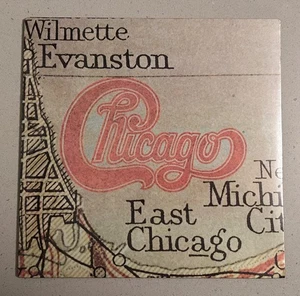 Wilmette
Evanston
Chicago
Ne
Michi
Cit
East
Chicago